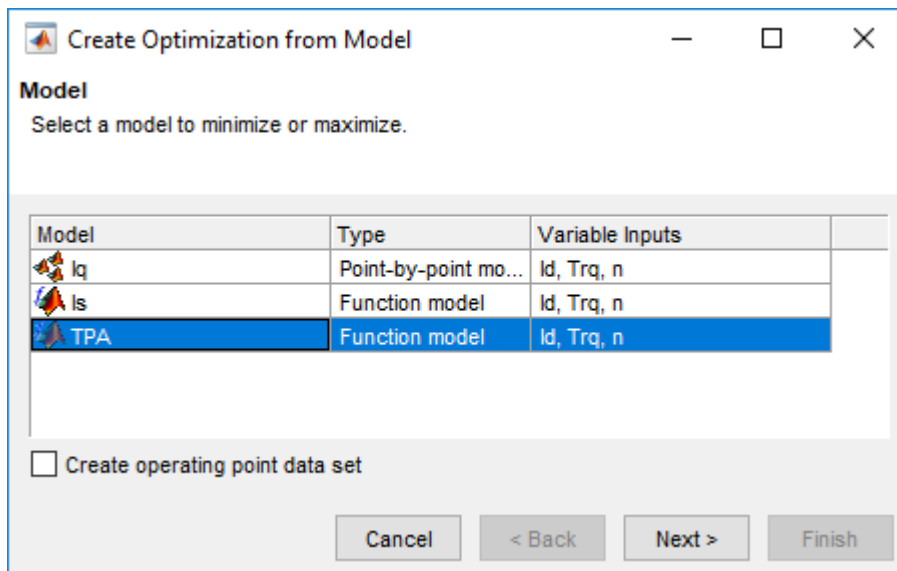 Create Optimization from Model
Model
Select a model to minimize or maximize.
Model Type Variable Inputs
Iq Point-by-point mo... Id, Trq, n
Is Function model Id, Trq, n
TPA Function model Id, Trq, n
Create operating point data set
Cancel < Back Next > Finish